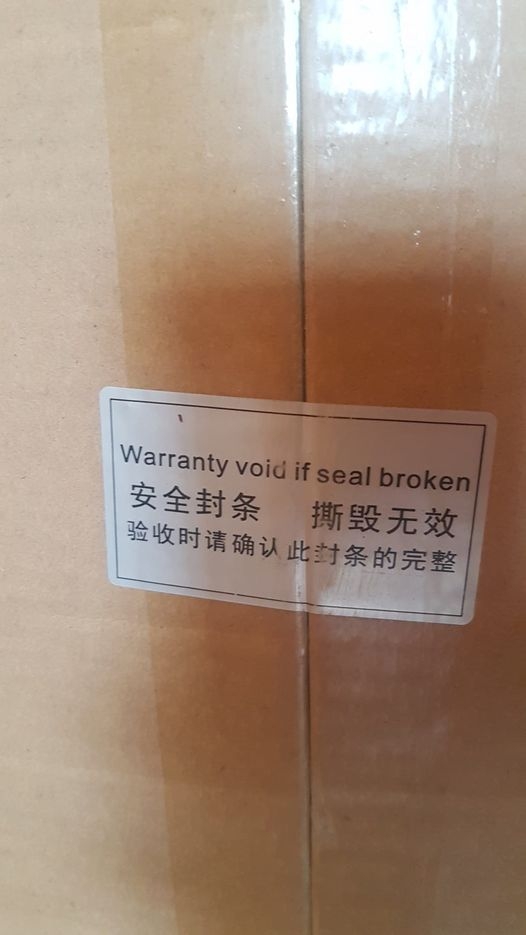 Warranty void if seal broken
安全封条 撕毁无效
验收时请确认此封条的完整